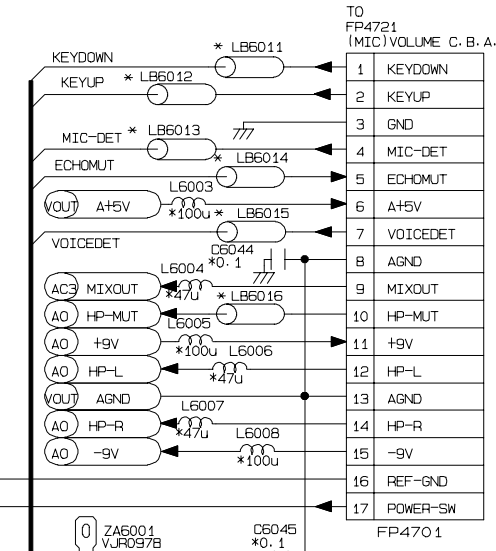 TO
FP4721
(MIC)VOLUME C.B.A.
KEYDOWN * LB6011 1 KEYDOWN
KEYUP * LB6012 2 KEYUP
3 GND
MIC-DET * LB6013 4 MIC-DET
ECHOMUT * LB6014 5 ECHOMUT
VOUT A+5V L6003 *100u 6 A+5V
VOICEDET * LB6015 7 VOICEDET
C6044 *0.1 8 AGND
AC3 MIXOUT L6004 *47u 9 MIXOUT
AO HP-MUT * LB6016 10 HP-MUT
AO +9V L6005 *100u 11 +9V
AO HP-L L6006 *47u 12 HP-L
VOUT AGND 13 AGND
AO HP-R L6007 *47u 14 HP-R
AO -9V L6008 *100u 15 -9V
16 REF-GND
17 POWER-SW
FP4701
0 ZA6001
VJR0978
C6045
*0.1